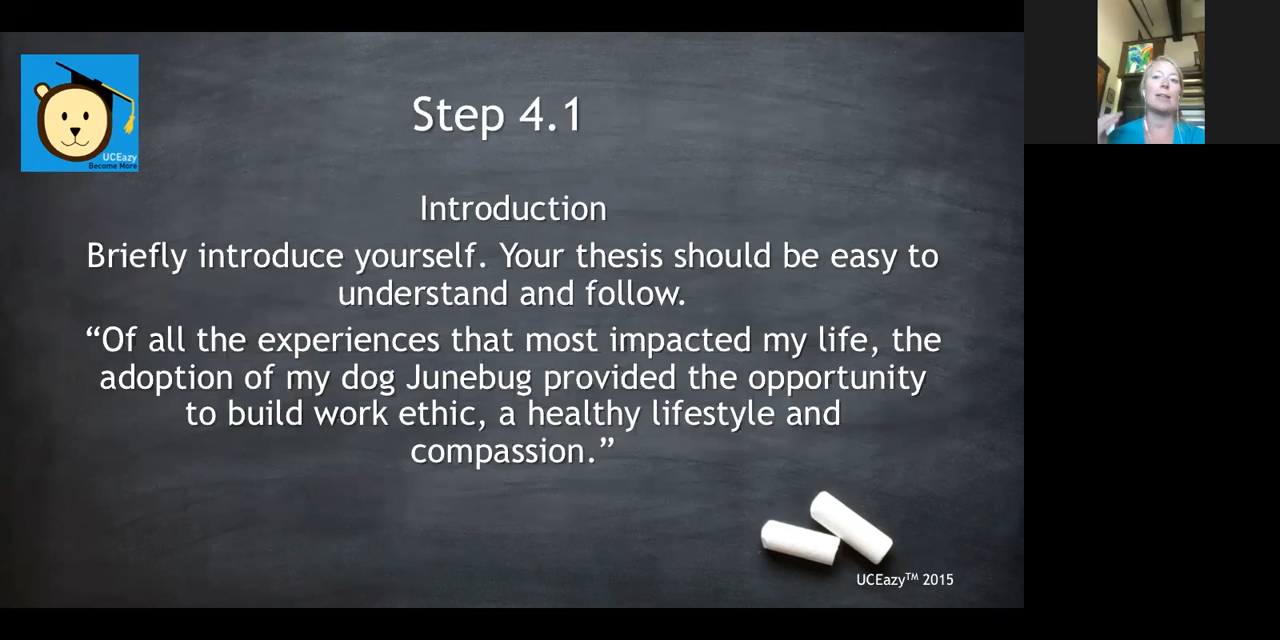 UCEazy
Become More
Step 4.1
Introduction
Briefly introduce yourself. Your thesis should be easy to
understand and follow.
“Of all the experiences that most impacted my life, the
adoption of my dog Junebug provided the opportunity
to build work ethic, a healthy lifestyle and
compassion.”
UCEazy™ 2015